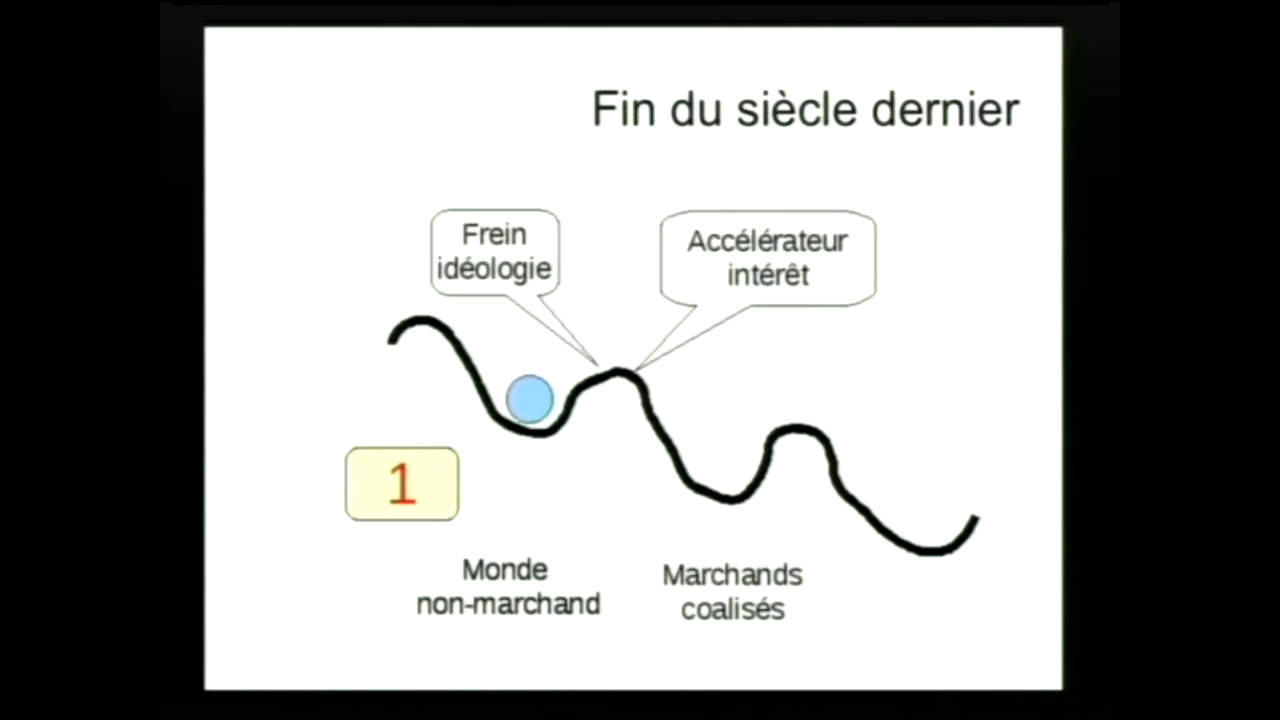 Fin du siècle dernier
Frein
idéologie
Accélérateur
intérêt
1
Monde
non-marchand
Marchands
coalisés